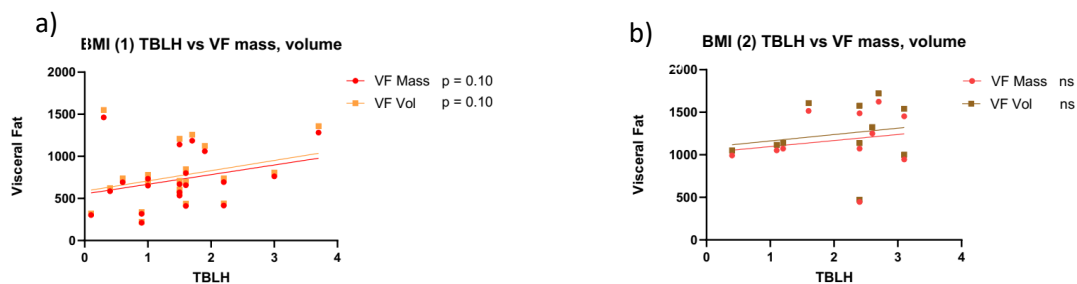 a)
BMI (1) TBLH vs VF mass, volume
2000
1500
1000
500
0
Visceral Fat
0 1 2 3 4
TBLH
VF Mass p = 0.10
VF Vol p = 0.10
b)
BMI (2) TBLH vs VF mass, volume
2000
1500
1000
500
0
Visceral Fat
0 1 2 3 4
TBLH
VF Mass ns
VF Vol ns